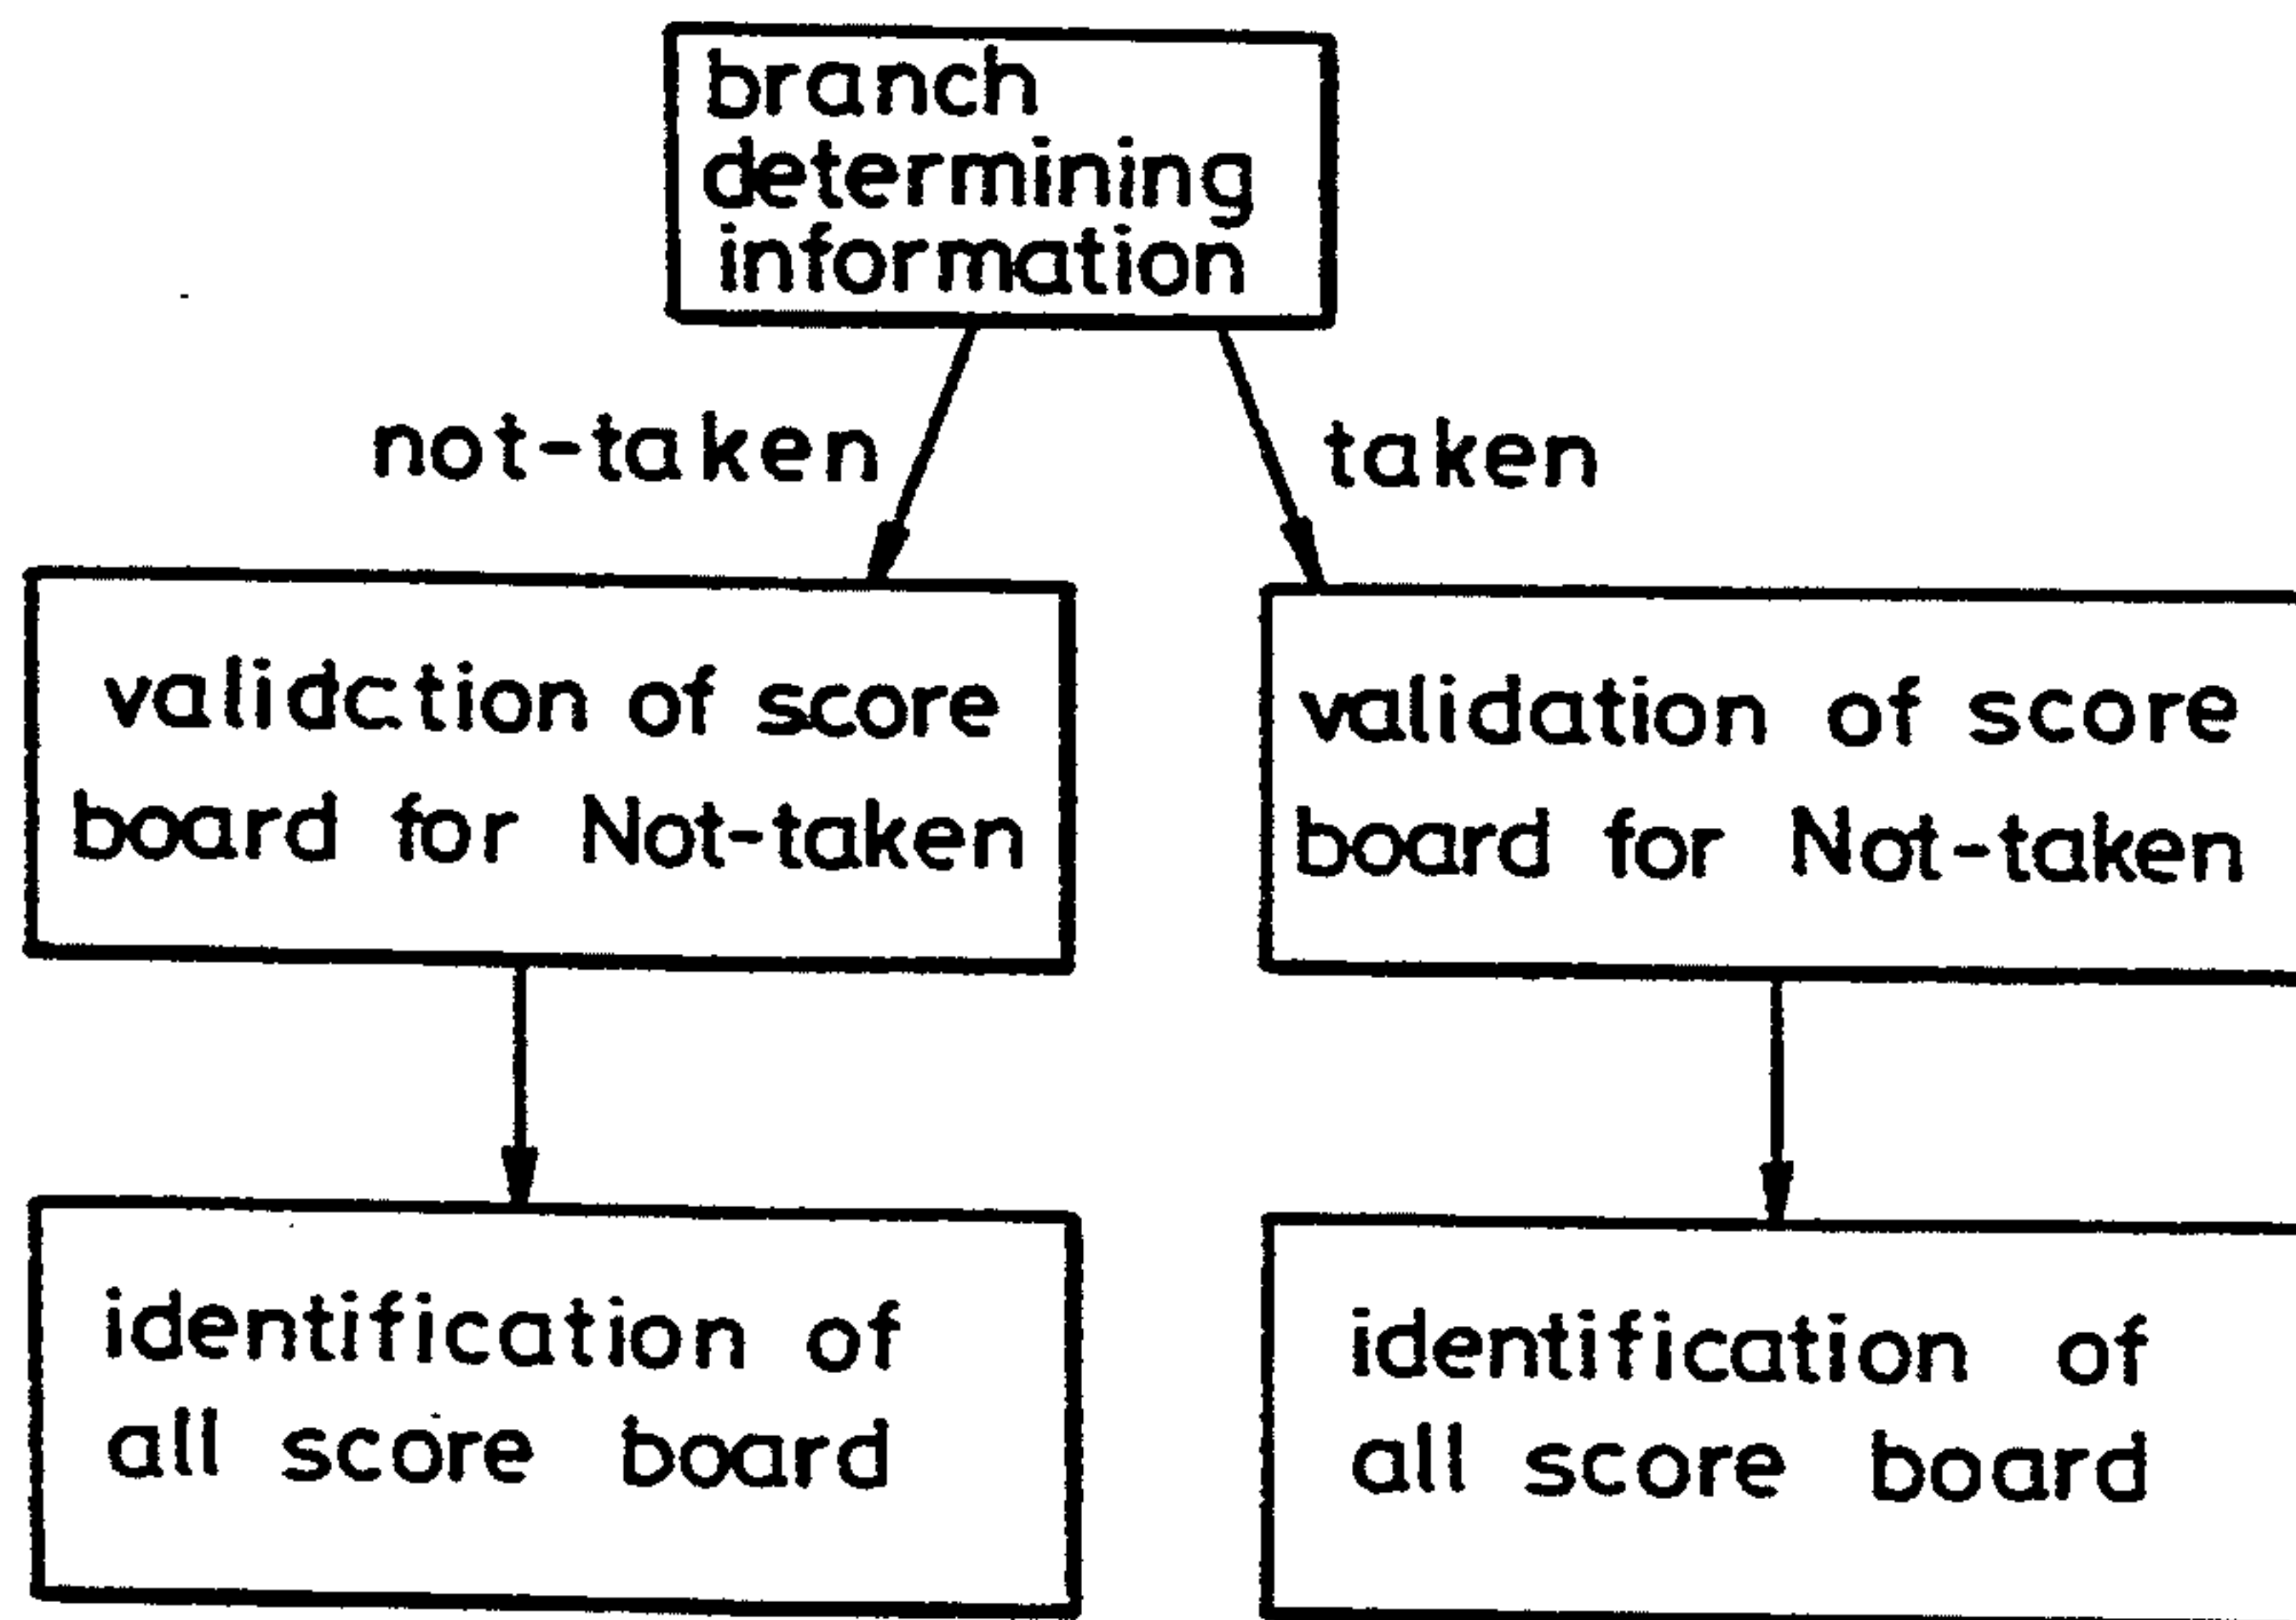 branch
determining
information
not-taken
taken
validction of score
board for Not-taken
validation of score
board for Not-taken
identification of
all score board
identification of
all score board